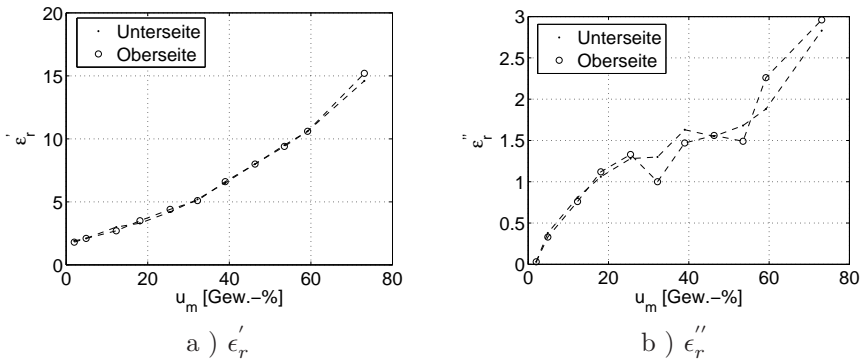 20
15
10
5
0
0 20 40 60 80
ε'r
u_m [Gew.-%]
Unterseite
Oberseite
a ) ϵ'r
3
2.5
2
1.5
1
0.5
0
0 20 40 60 80
ε''r
u_m [Gew.-%]
Unterseite
Oberseite
b ) ϵ''r